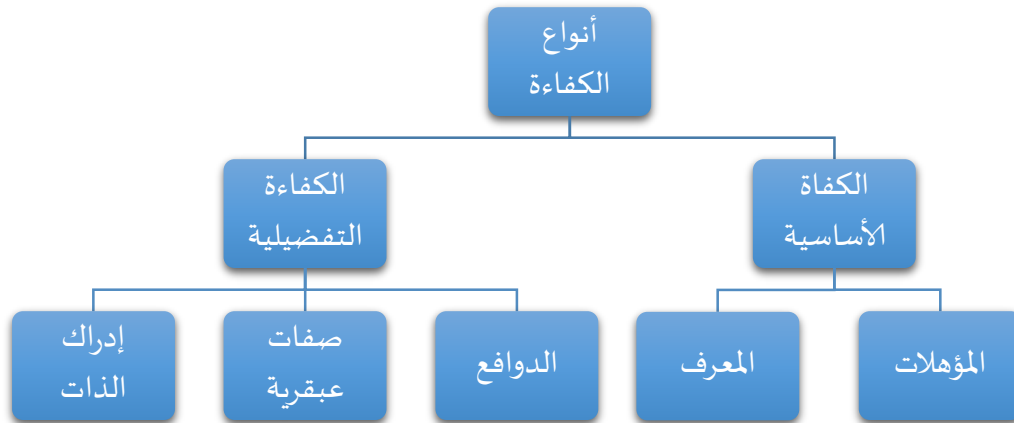 أنواع
الكفاءة
الكفاة
الأساسية
الكفاءة
التفضيلية
المؤهلات
المعرف
الدوافع
صفات
عبقرية
إدراك
الذات